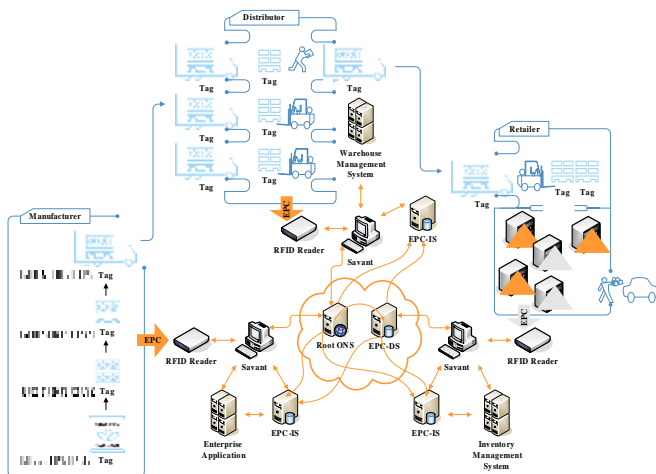 Distributor
Tag
Tag
Tag
Tag
Tag
Tag
Tag
Warehouse
Management
System
Retailer
Tag
Tag
Tag
Manufacturer
EPC
RFID Reader
Savant
EPC-IS
Tag
Tag
Tag
Tag
EPC
RFID Reader
Savant
Root ONS
EPC-DS
Savant
EPC
RFID Reader
Enterprise
Application
EPC-IS
EPC-IS
Inventory
Management
System